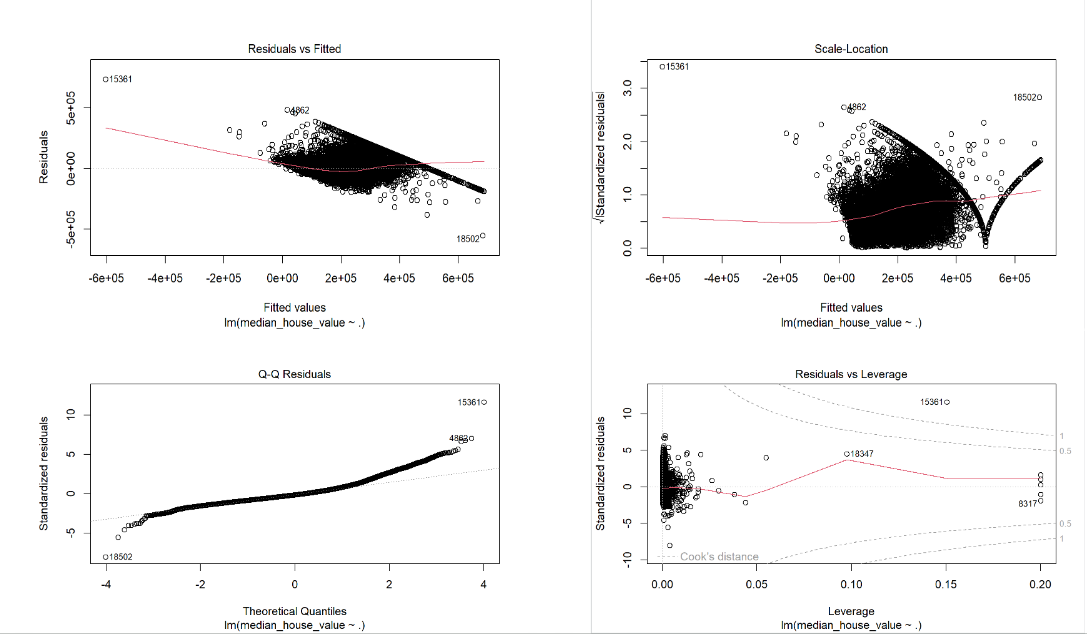 Residuals vs Fitted
Residuals
5e+05
0e+00
-5e+05
15361
4862
18502
-6e+05 -4e+05 -2e+05 0e+00 2e+05 4e+05 6e+05
Fitted values
lm(median_house_value ~ .)
Scale-Location
√|Standardized residuals|
3.0
2.0
1.0
0.0
15361
4862
18502
-6e+05 -4e+05 -2e+05 0e+00 2e+05 4e+05 6e+05
Fitted values
lm(median_house_value ~ .)
Q-Q Residuals
Standardized residuals
10
5
0
-5
15361
4862
18502
-4 -2 0 2 4
Theoretical Quantiles
lm(median_house_value ~ .)
Residuals vs Leverage
Standardized residuals
10
5
0
-5
-10
15361
18347
8317
1
0.5
0.5
1
Cook's distance
0.00 0.05 0.10 0.15 0.20
Leverage
lm(median_house_value ~ .)